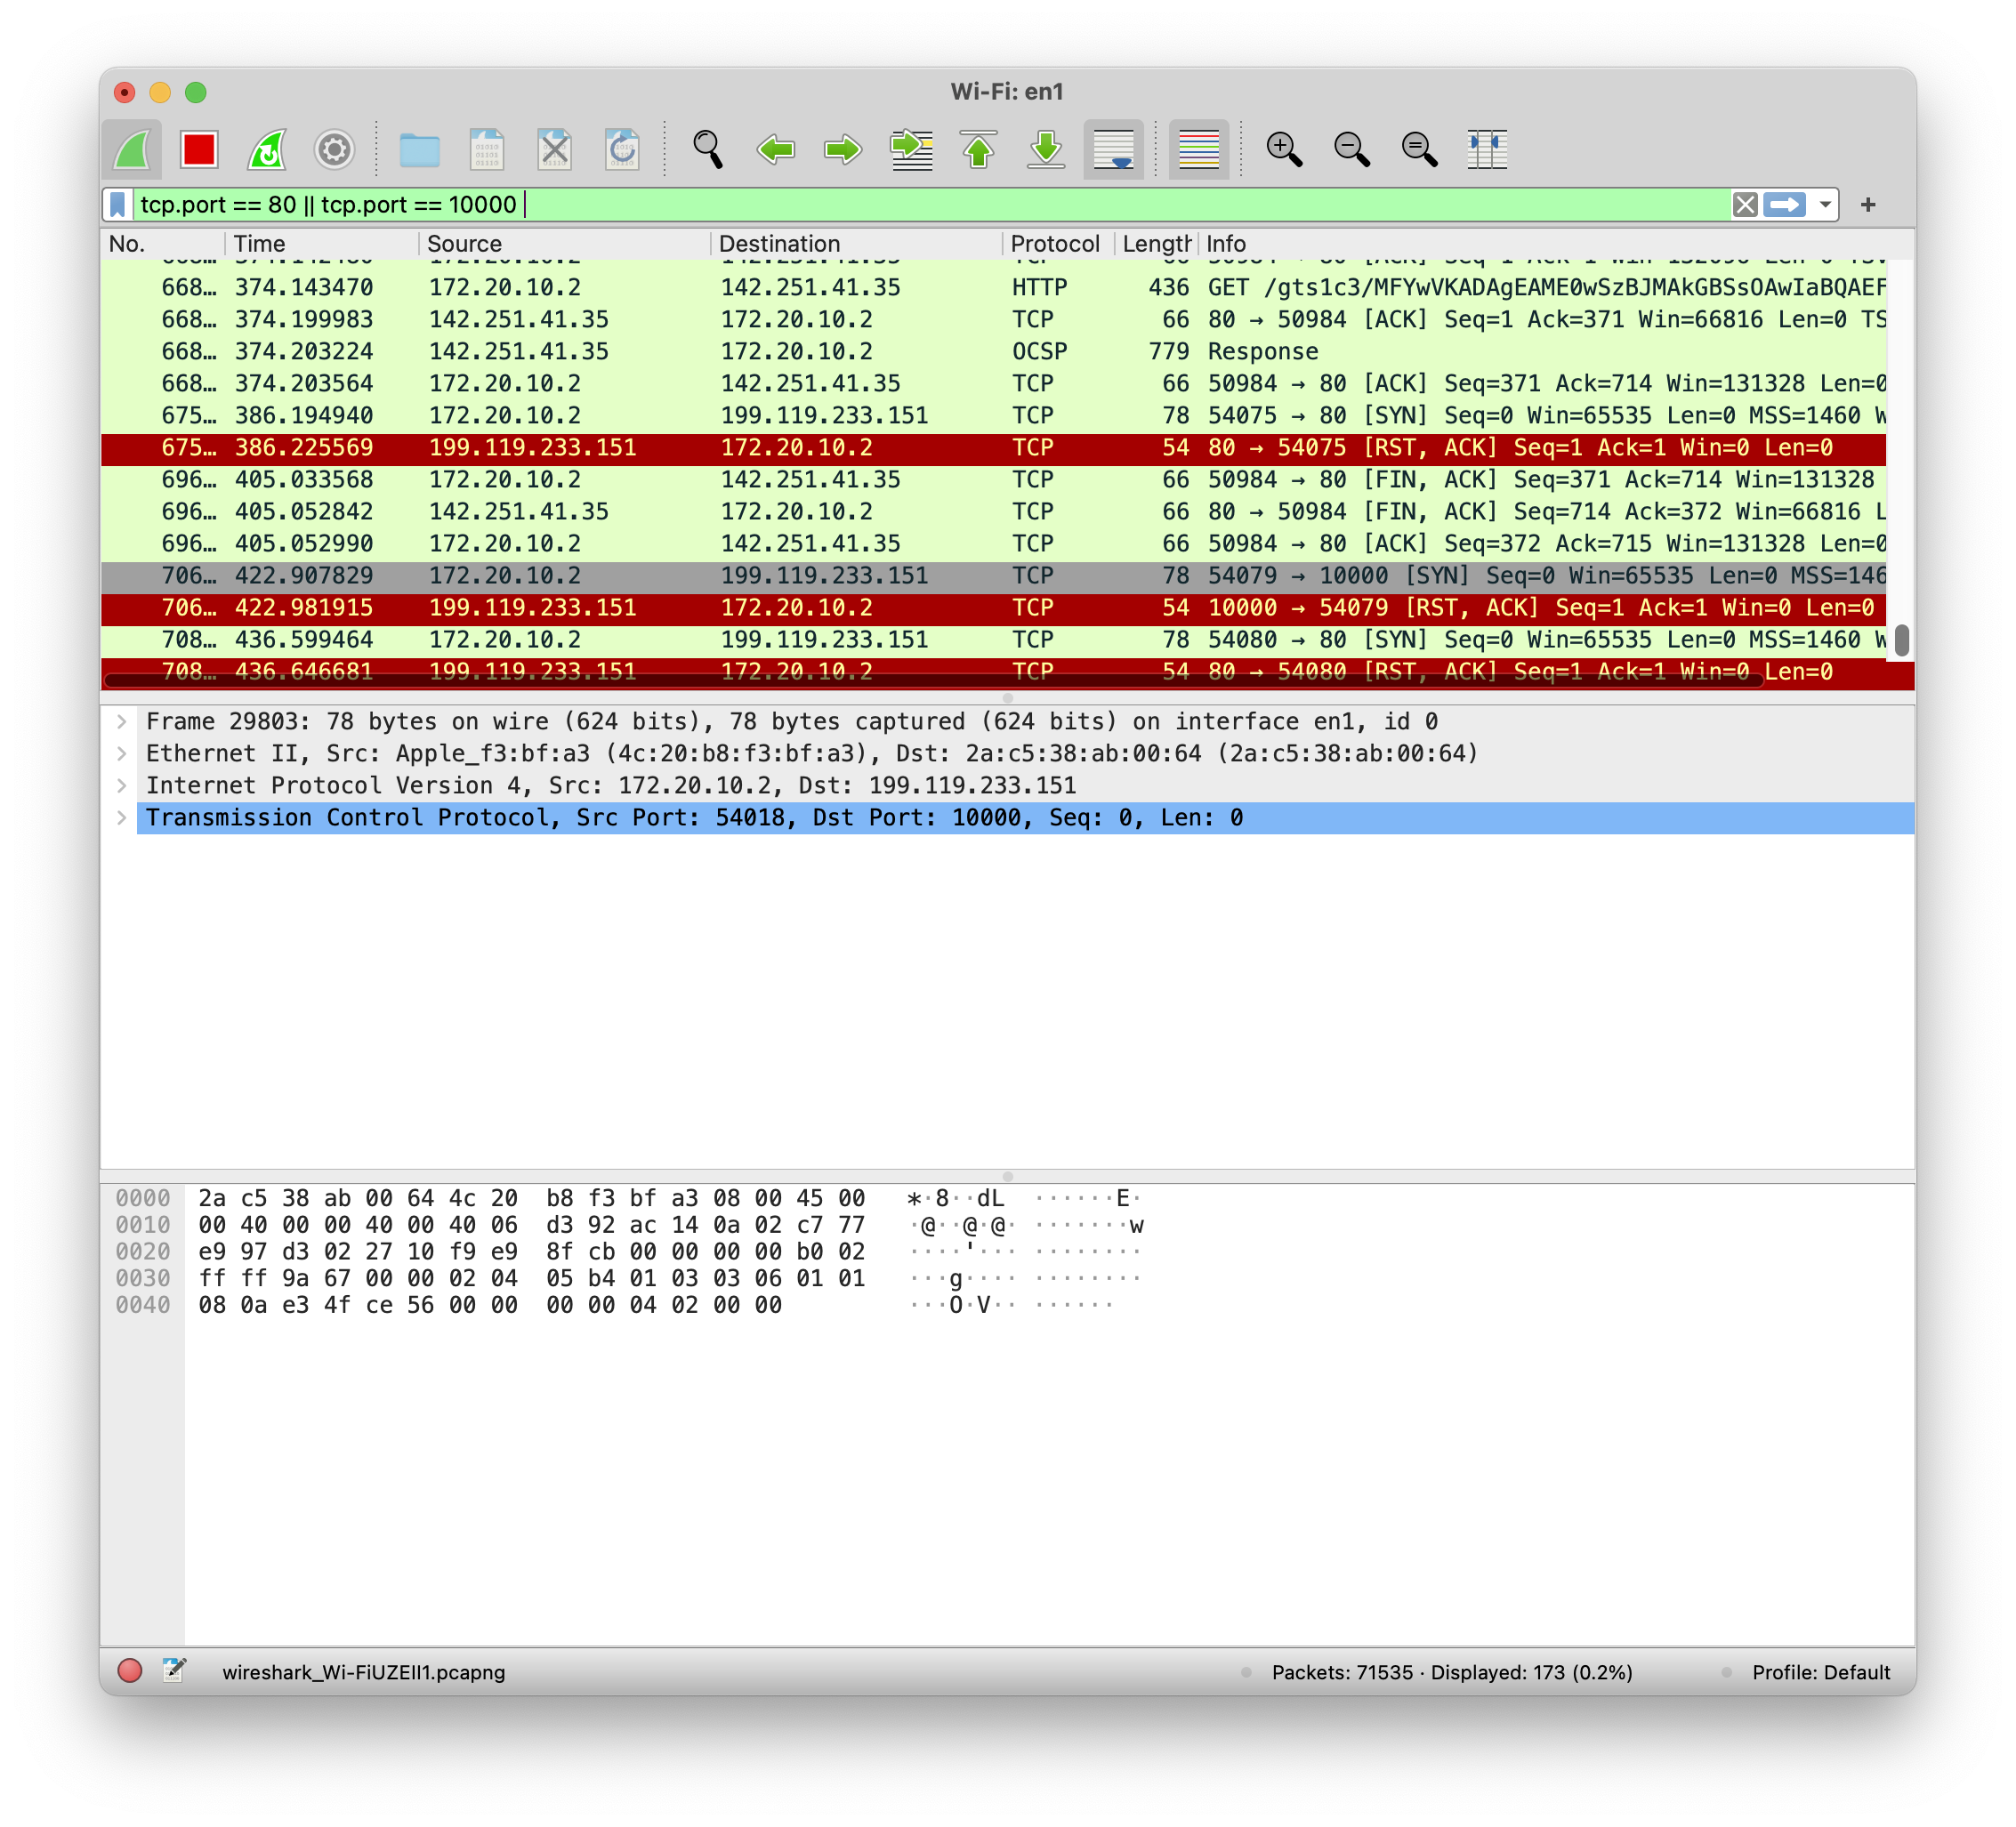 Wi-Fi: en1
tcp.port == 80 || tcp.port == 10000
No. Time Source Destination Protocol Length Info
668… 374.143470 172.20.10.2 142.251.41.35 HTTP 436 GET /gts1c3/MFYwVKADAgEAME0wSzBJMAkGBSsOAwIaBQAEF
668… 374.199983 142.251.41.35 172.20.10.2 TCP 66 80 → 50984 [ACK] Seq=1 Ack=371 Win=66816 Len=0 TS
668… 374.203224 142.251.41.35 172.20.10.2 OCSP 779 Response
668… 374.203564 172.20.10.2 142.251.41.35 TCP 66 50984 → 80 [ACK] Seq=371 Ack=714 Win=131328 Len=0
675… 386.194940 172.20.10.2 199.119.233.151 TCP 78 54075 → 80 [SYN] Seq=0 Win=65535 Len=0 MSS=1460 W
675… 386.225569 199.119.233.151 172.20.10.2 TCP 54 80 → 54075 [RST, ACK] Seq=1 Ack=1 Win=0 Len=0
696… 405.033568 172.20.10.2 142.251.41.35 TCP 66 50984 → 80 [FIN, ACK] Seq=371 Ack=714 Win=131328
696… 405.052842 142.251.41.35 172.20.10.2 TCP 66 80 → 50984 [FIN, ACK] Seq=714 Ack=372 Win=66816 L
696… 405.052990 172.20.10.2 142.251.41.35 TCP 66 50984 → 80 [ACK] Seq=372 Ack=715 Win=131328 Len=0
706… 422.907829 172.20.10.2 199.119.233.151 TCP 78 54079 → 10000 [SYN] Seq=0 Win=65535 Len=0 MSS=146
706… 422.981915 199.119.233.151 172.20.10.2 TCP 54 10000 → 54079 [RST, ACK] Seq=1 Ack=1 Win=0 Len=0
708… 436.599464 172.20.10.2 199.119.233.151 TCP 78 54080 → 80 [SYN] Seq=0 Win=65535 Len=0 MSS=1460 W
708… 436.646681 199.119.233.151 172.20.10.2 TCP 54 80 → 54080 [RST, ACK] Seq=1 Ack=1 Win=0 Len=0
Frame 29803: 78 bytes on wire (624 bits), 78 bytes captured (624 bits) on interface en1, id 0
Ethernet II, Src: Apple_f3:bf:a3 (4c:20:b8:f3:bf:a3), Dst: 2a:c5:38:ab:00:64 (2a:c5:38:ab:00:64)
Internet Protocol Version 4, Src: 172.20.10.2, Dst: 199.119.233.151
Transmission Control Protocol, Src Port: 54018, Dst Port: 10000, Seq: 0, Len: 0
0000 2a c5 38 ab 00 64 4c 20 b8 f3 bf a3 08 00 45 00 *·8··dL ······E·
0010 00 40 00 00 40 00 40 06 d3 92 ac 14 0a 02 c7 77 ·@··@·@· ·······w
0020 e9 97 d3 02 27 10 f9 e9 8f cb 00 00 00 00 b0 02 ····'··· ········
0030 ff ff 9a 67 00 00 02 04 05 b4 01 03 03 06 01 01 ···g···· ········
0040 08 0a e3 4f ce 56 00 00 00 00 04 02 00 00 ···O·V·· ······
wireshark_Wi-FiUZEII1.pcapng Packets: 71535 · Displayed: 173 (0.2%) Profile: Default